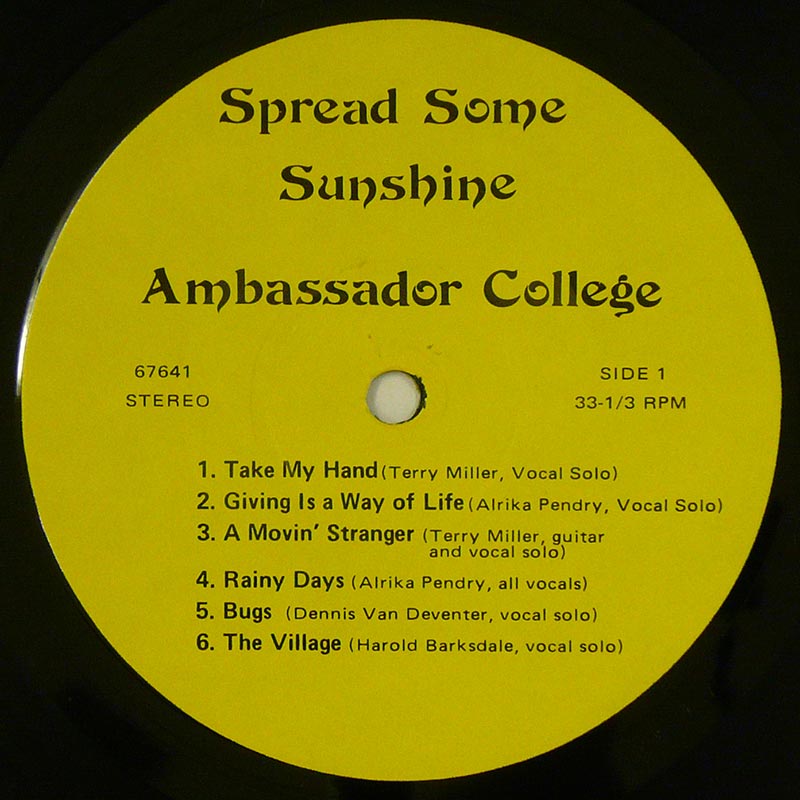 Spread Some
Sunshine
Ambassador College
67641
STEREO
SIDE 1
33-1/3 RPM
1. Take My Hand (Terry Miller, Vocal Solo)
2. Giving Is a Way of Life (Alrika Pendry, Vocal Solo)
3. A Movin' Stranger (Terry Miller, guitar
and vocal solo)
4. Rainy Days (Alrika Pendry, all vocals)
5. Bugs (Dennis Van Deventer, vocal solo)
6. The Village (Harold Barksdale, vocal solo)